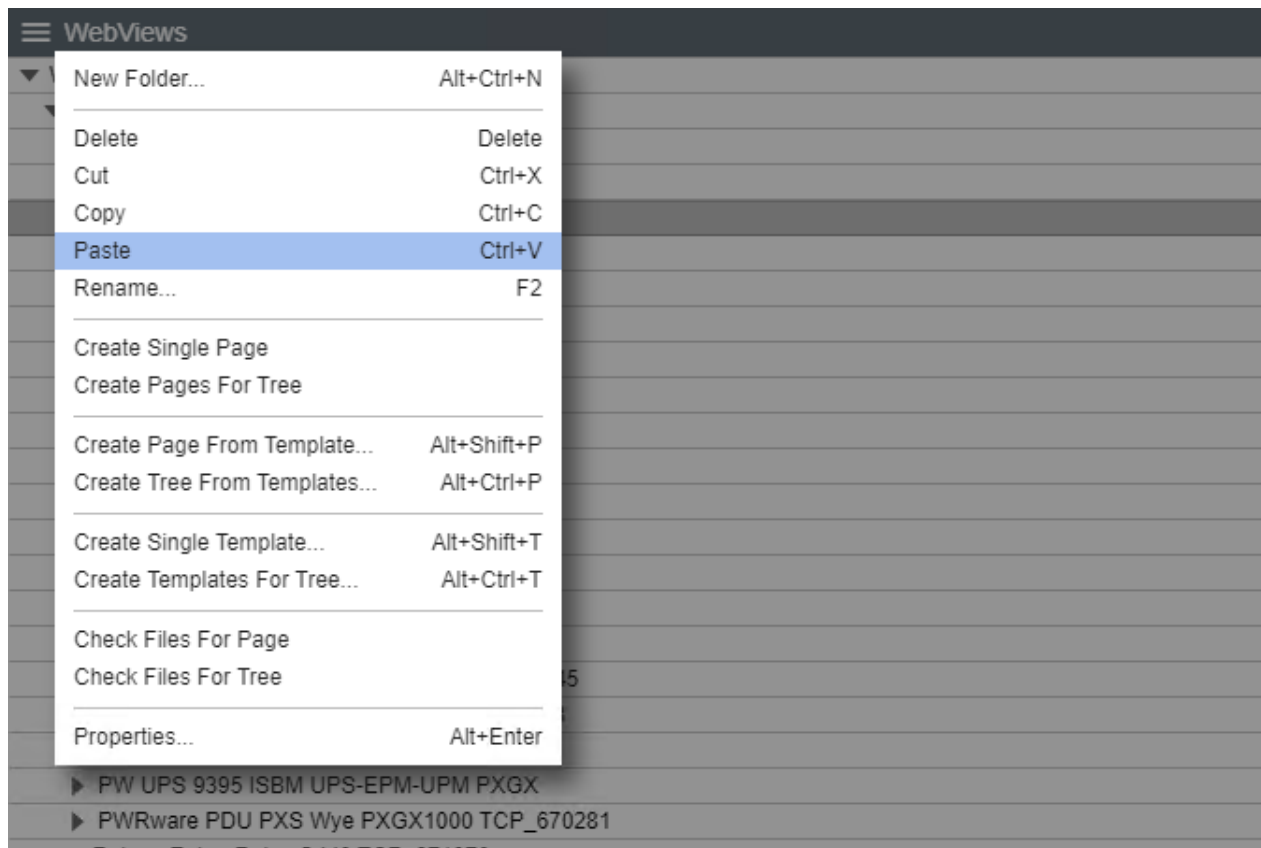 WebViews
New Folder... Alt+Ctrl+N
Delete Delete
Cut Ctrl+X
Copy Ctrl+C
Paste Ctrl+V
Rename... F2
Create Single Page
Create Pages For Tree
Create Page From Template... Alt+Shift+P
Create Tree From Templates... Alt+Ctrl+P
Create Single Template... Alt+Shift+T
Create Templates For Tree... Alt+Ctrl+T
Check Files For Page
Check Files For Tree
Properties... Alt+Enter
PW UPS 9395 ISBM UPS-EPM-UPM PXGX
PWRware PDU PXS Wye PXGX1000 TCP_670281